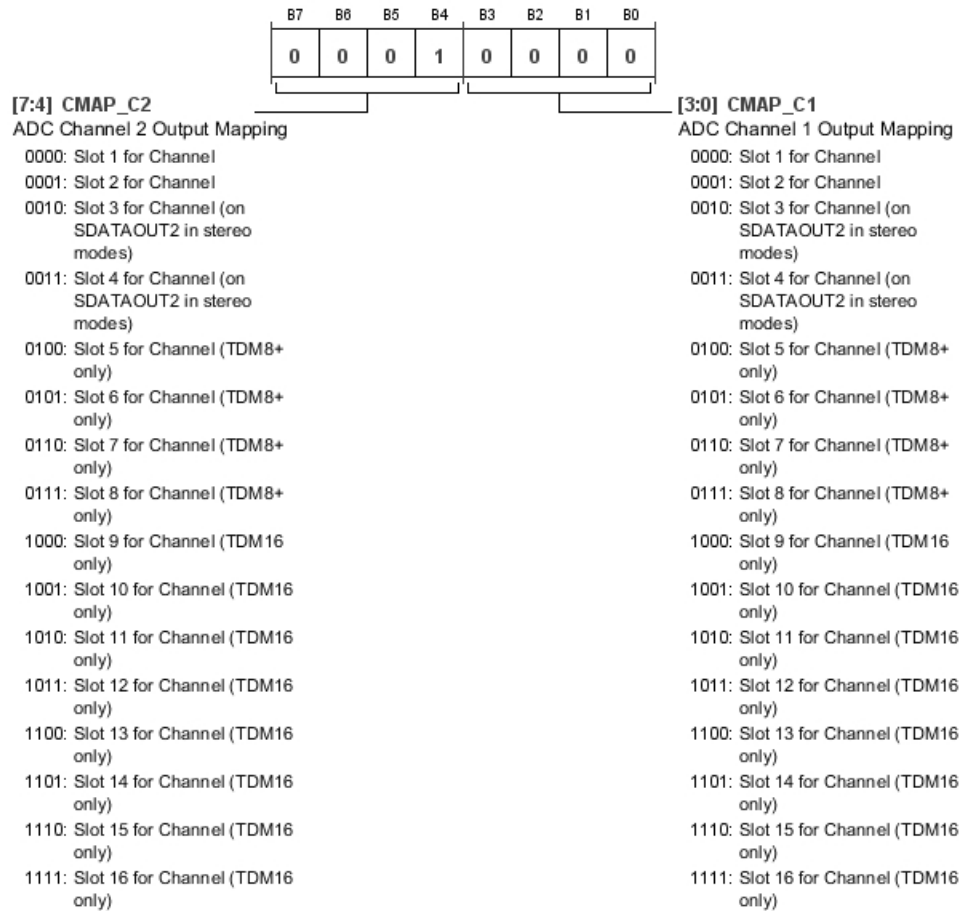 B7 B6 B5 B4 B3 B2 B1 B0
0 0 0 1 0 0 0 0
[7:4] CMAP_C2
ADC Channel 2 Output Mapping
0000: Slot 1 for Channel
0001: Slot 2 for Channel
0010: Slot 3 for Channel (on
SDATAOUT2 in stereo
modes)
0011: Slot 4 for Channel (on
SDATAOUT2 in stereo
modes)
0100: Slot 5 for Channel (TDM8+
only)
0101: Slot 6 for Channel (TDM8+
only)
0110: Slot 7 for Channel (TDM8+
only)
0111: Slot 8 for Channel (TDM8+
only)
1000: Slot 9 for Channel (TDM16
only)
1001: Slot 10 for Channel (TDM16
only)
1010: Slot 11 for Channel (TDM16
only)
1011: Slot 12 for Channel (TDM16
only)
1100: Slot 13 for Channel (TDM16
only)
1101: Slot 14 for Channel (TDM16
only)
1110: Slot 15 for Channel (TDM16
only)
1111: Slot 16 for Channel (TDM16
only)
[3:0] CMAP_C1
ADC Channel 1 Output Mapping
0000: Slot 1 for Channel
0001: Slot 2 for Channel
0010: Slot 3 for Channel (on
SDATAOUT2 in stereo
modes)
0011: Slot 4 for Channel (on
SDATAOUT2 in stereo
modes)
0100: Slot 5 for Channel (TDM8+
only)
0101: Slot 6 for Channel (TDM8+
only)
0110: Slot 7 for Channel (TDM8+
only)
0111: Slot 8 for Channel (TDM8+
only)
1000: Slot 9 for Channel (TDM16
only)
1001: Slot 10 for Channel (TDM16
only)
1010: Slot 11 for Channel (TDM16
only)
1011: Slot 12 for Channel (TDM16
only)
1100: Slot 13 for Channel (TDM16
only)
1101: Slot 14 for Channel (TDM16
only)
1110: Slot 15 for Channel (TDM16
only)
1111: Slot 16 for Channel (TDM16
only)